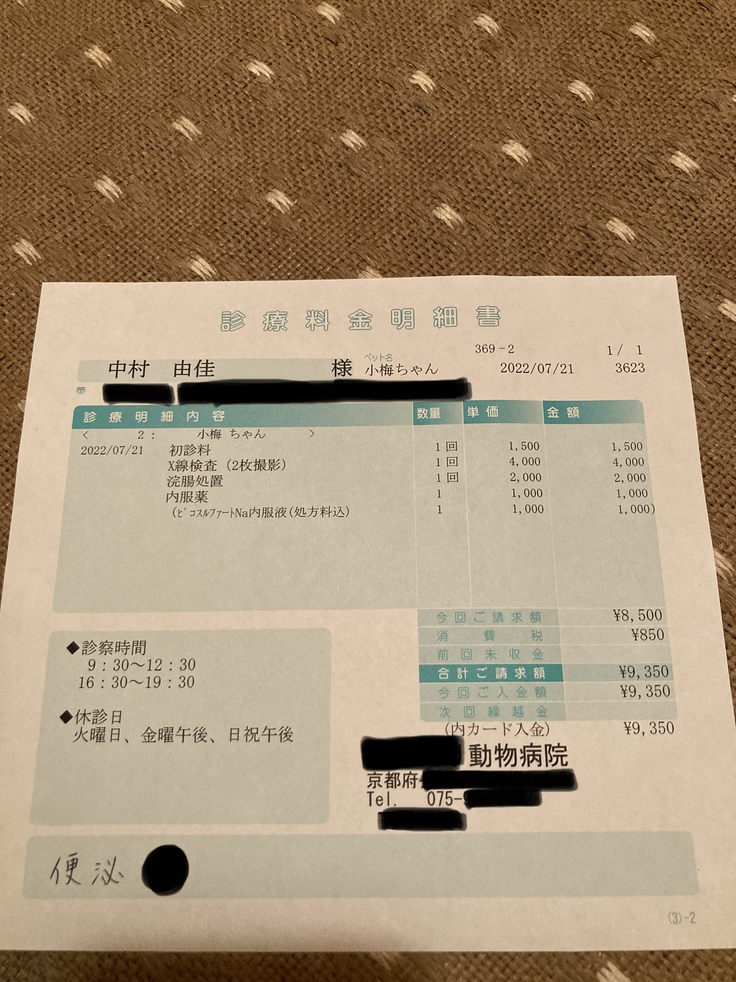 診療料金明細書
369-2 1/ 1
中村 由佳 様 ペット名 小梅ちゃん 2022/07/21 3623
〒
診療明細内容 数量 単価 金額
< 2: 小梅 ちゃん >
2022/07/21 初診料 1回 1,500 1,500
X線検査 (2枚撮影) 1回 4,000 4,000
浣腸処置 1回 2,000 2,000
内服薬 1 1,000 1,000
(ピコスルファートNa内服液(処方料込) 1 1,000 1,000)
今回ご請求額 ¥8,500
消費税 ¥850
前回未収金
合計ご請求額 ¥9,350
今回ご入金額 ¥9,350
次回繰越金
(内カード入金) ¥9,350
◆診察時間
9:30〜12:30
16:30〜19:30
◆休診日
火曜日、金曜午後、日祝午後
動物病院
京都府
Tel. 075-
便泌
(3)-2